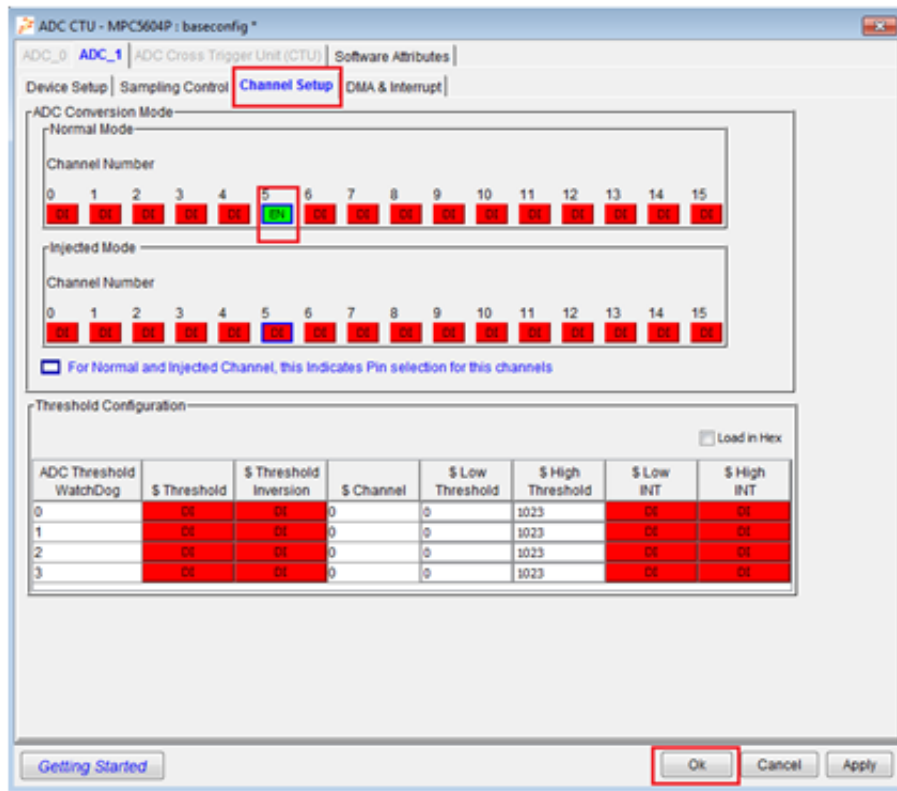 ADC CTU - MPC5604P : baseconfig *
ADC_0 ADC_1 ADC Cross Trigger Unit (CTU) Software Attributes
Device Setup Sampling Control Channel Setup DMA & Interrupt
ADC Conversion Mode
Normal Mode
Channel Number
0 1 2 3 4 5 6 7 8 9 10 11 12 13 14 15
DI DI DI DI DI EN DI DI DI DI DI DI DI DI DI DI
Injected Mode
Channel Number
0 1 2 3 4 5 6 7 8 9 10 11 12 13 14 15
DI DI DI DI DI DI DI DI DI DI DI DI DI DI DI DI
For Normal and Injected Channel, this Indicates Pin selection for this channels
Threshold Configuration
Load in Hex
ADC Threshold $ Threshold $ Low $ High $ Low $ High
WatchDog $ Threshold Inversion $ Channel Threshold Threshold INT INT
0 DI DI 0 0 1023 DI DI
1 DI DI 0 0 1023 DI DI
2 DI DI 0 0 1023 DI DI
3 DI DI 0 0 1023 DI DI
Getting Started Ok Cancel Apply